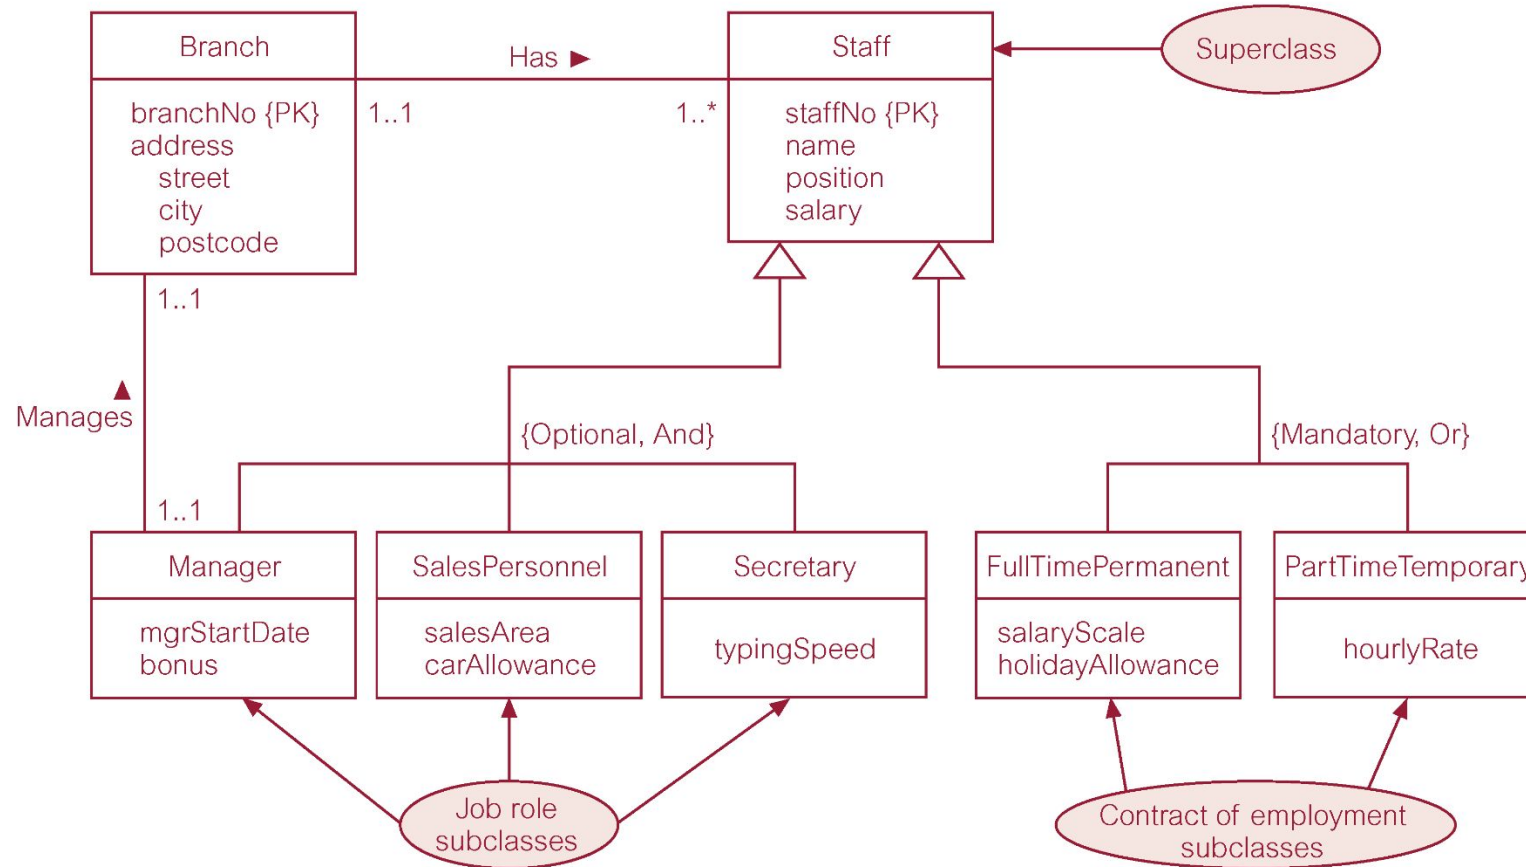 Branch
Has ►
Staff
Superclass
branchNo {PK}
address
street
city
postcode
1..1
1..*
staffNo {PK}
name
position
salary
1..1
▲
Manages
{Optional, And}
{Mandatory, Or}
1..1
Manager
mgrStartDate
bonus
SalesPersonnel
salesArea
carAllowance
Secretary
typingSpeed
FullTimePermanent
salaryScale
holidayAllowance
PartTimeTemporary
hourlyRate
Job role
subclasses
Contract of employment
subclasses